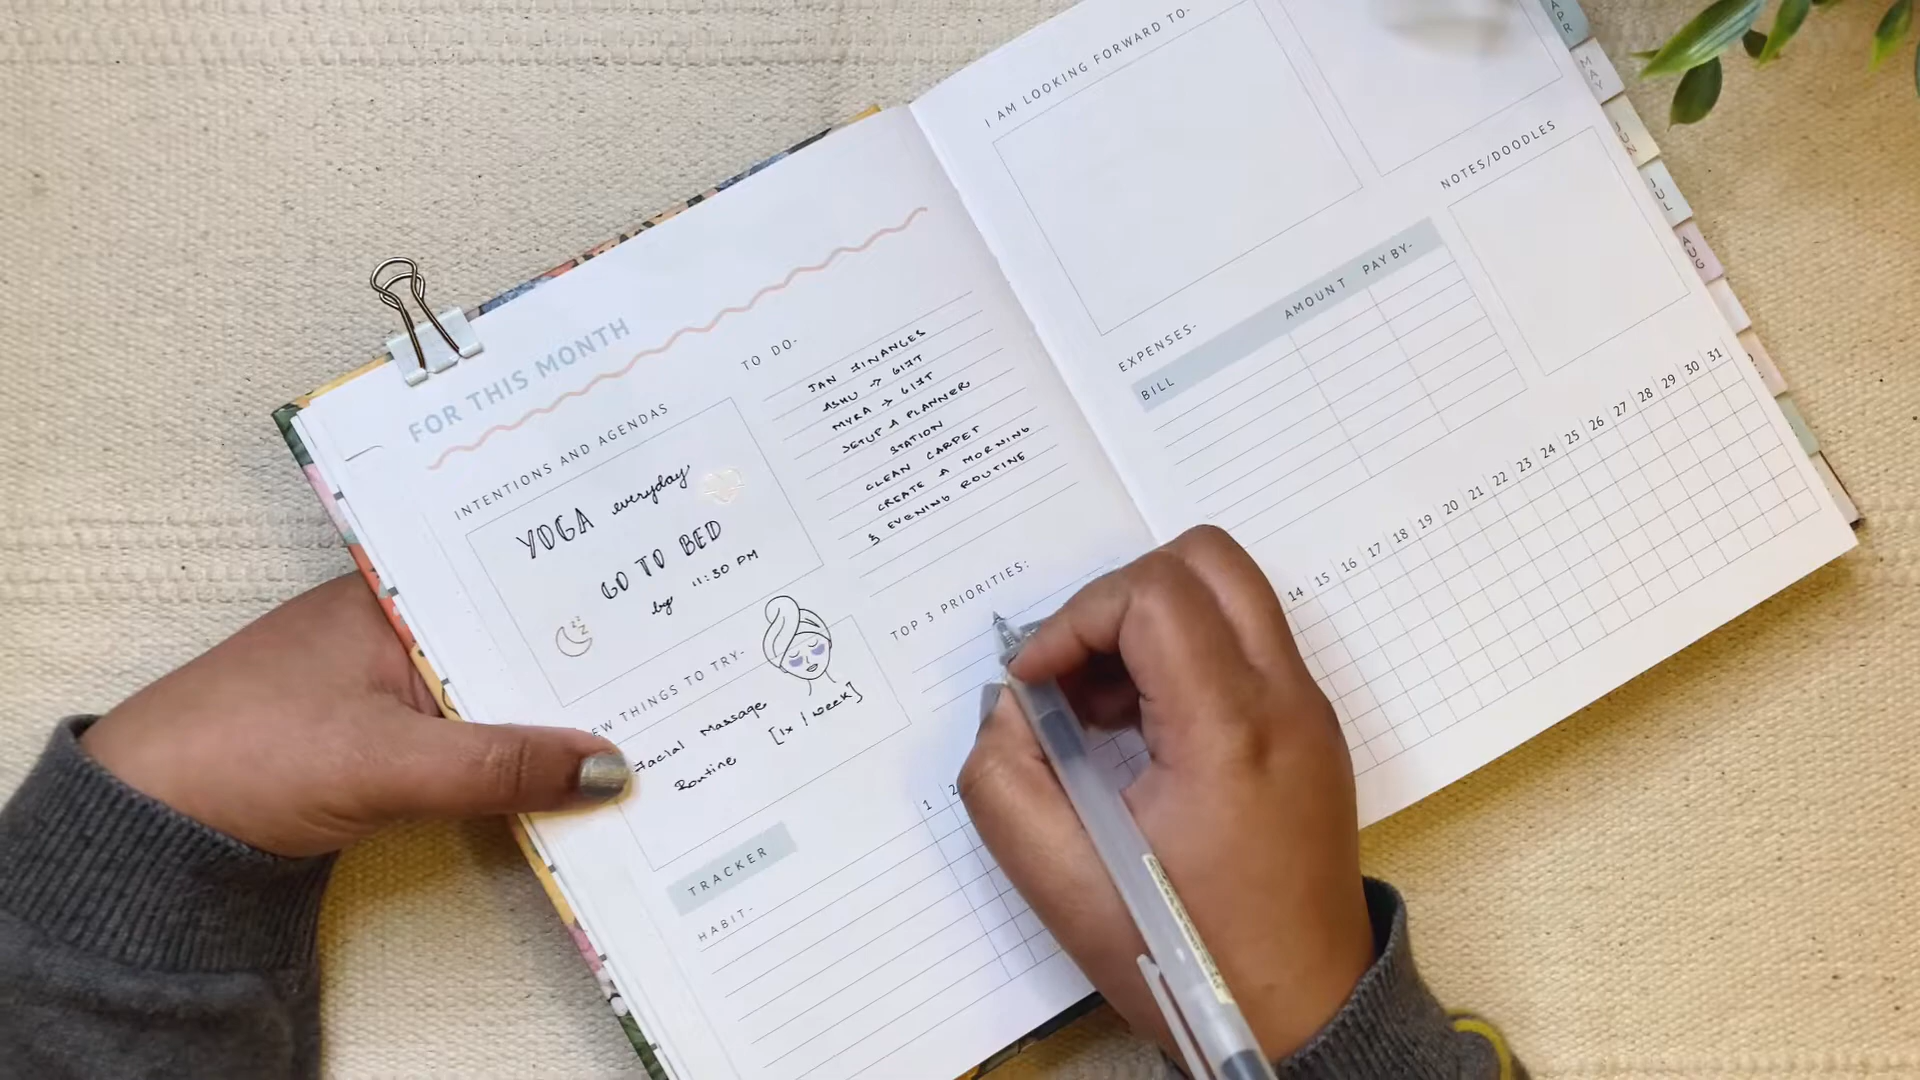 FOR THIS MONTH
INTENTIONS AND AGENDAS
YOGA everyday
GO TO BED
by 11:30 PM
zzz
TO DO-
JAN FINANCES
ASHU → GIFT
MYRA → GIFT
SETUP A PLANNER
STATION
CLEAN CARPET
CREATE A MORNING
& EVENING ROUTINE
EW THINGS TO TRY-
Facial Massage
Routine [1x / week]
TOP 3 PRIORITIES:
TRACKER
HABIT-
1 2
I AM LOOKING FORWARD TO-
NOTES/DOODLES
EXPENSES-
BILL AMOUNT PAY BY-
14 15 16 17 18 19 20 21 22 23 24 25 26 27 28 29 30 31
APR
MAY
JUN
JUL
AUG